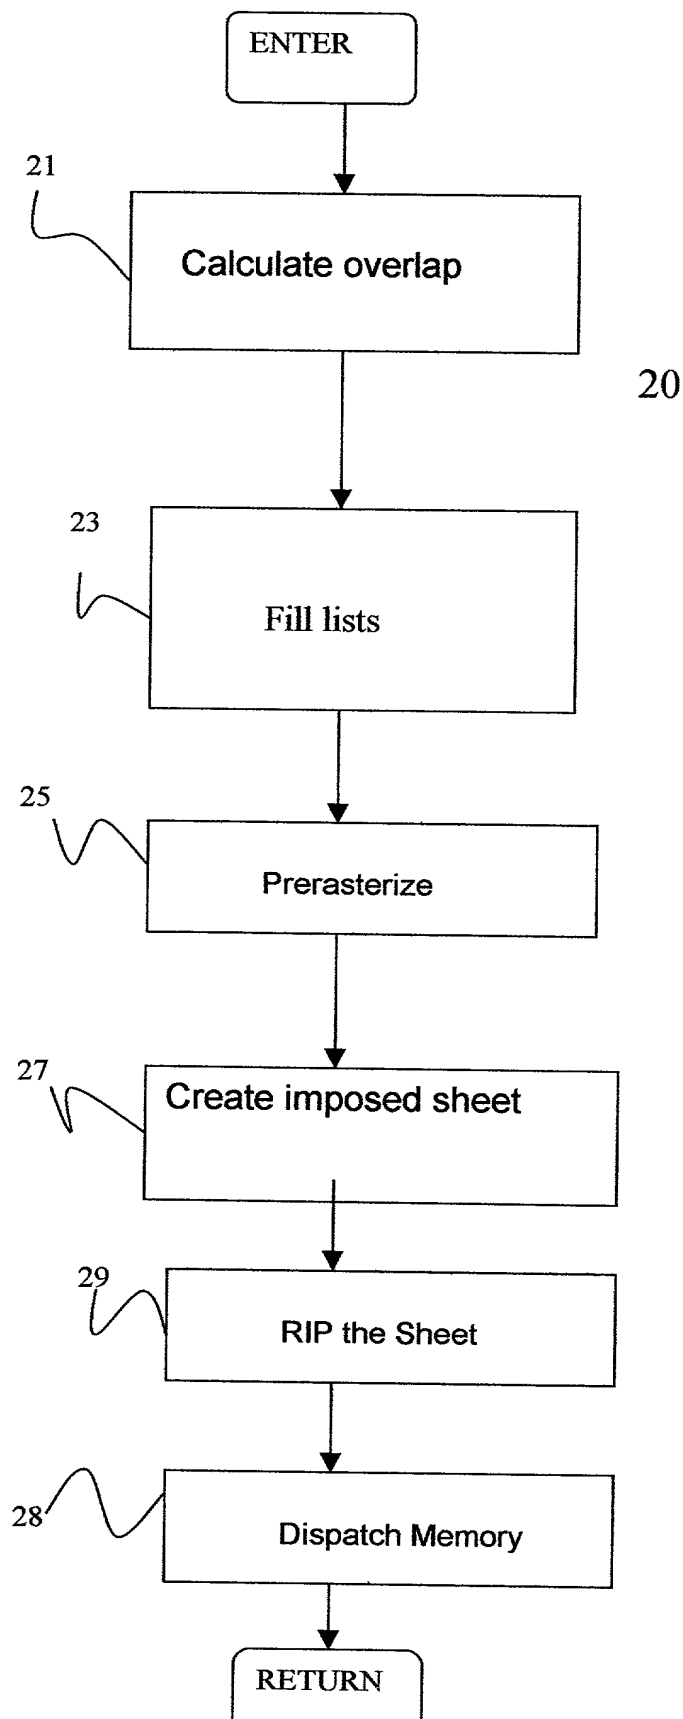 ENTER
21
Calculate overlap
20
23
Fill lists
25
Prerasterize
27
Create imposed sheet
29
RIP the Sheet
28
Dispatch Memory
RETURN